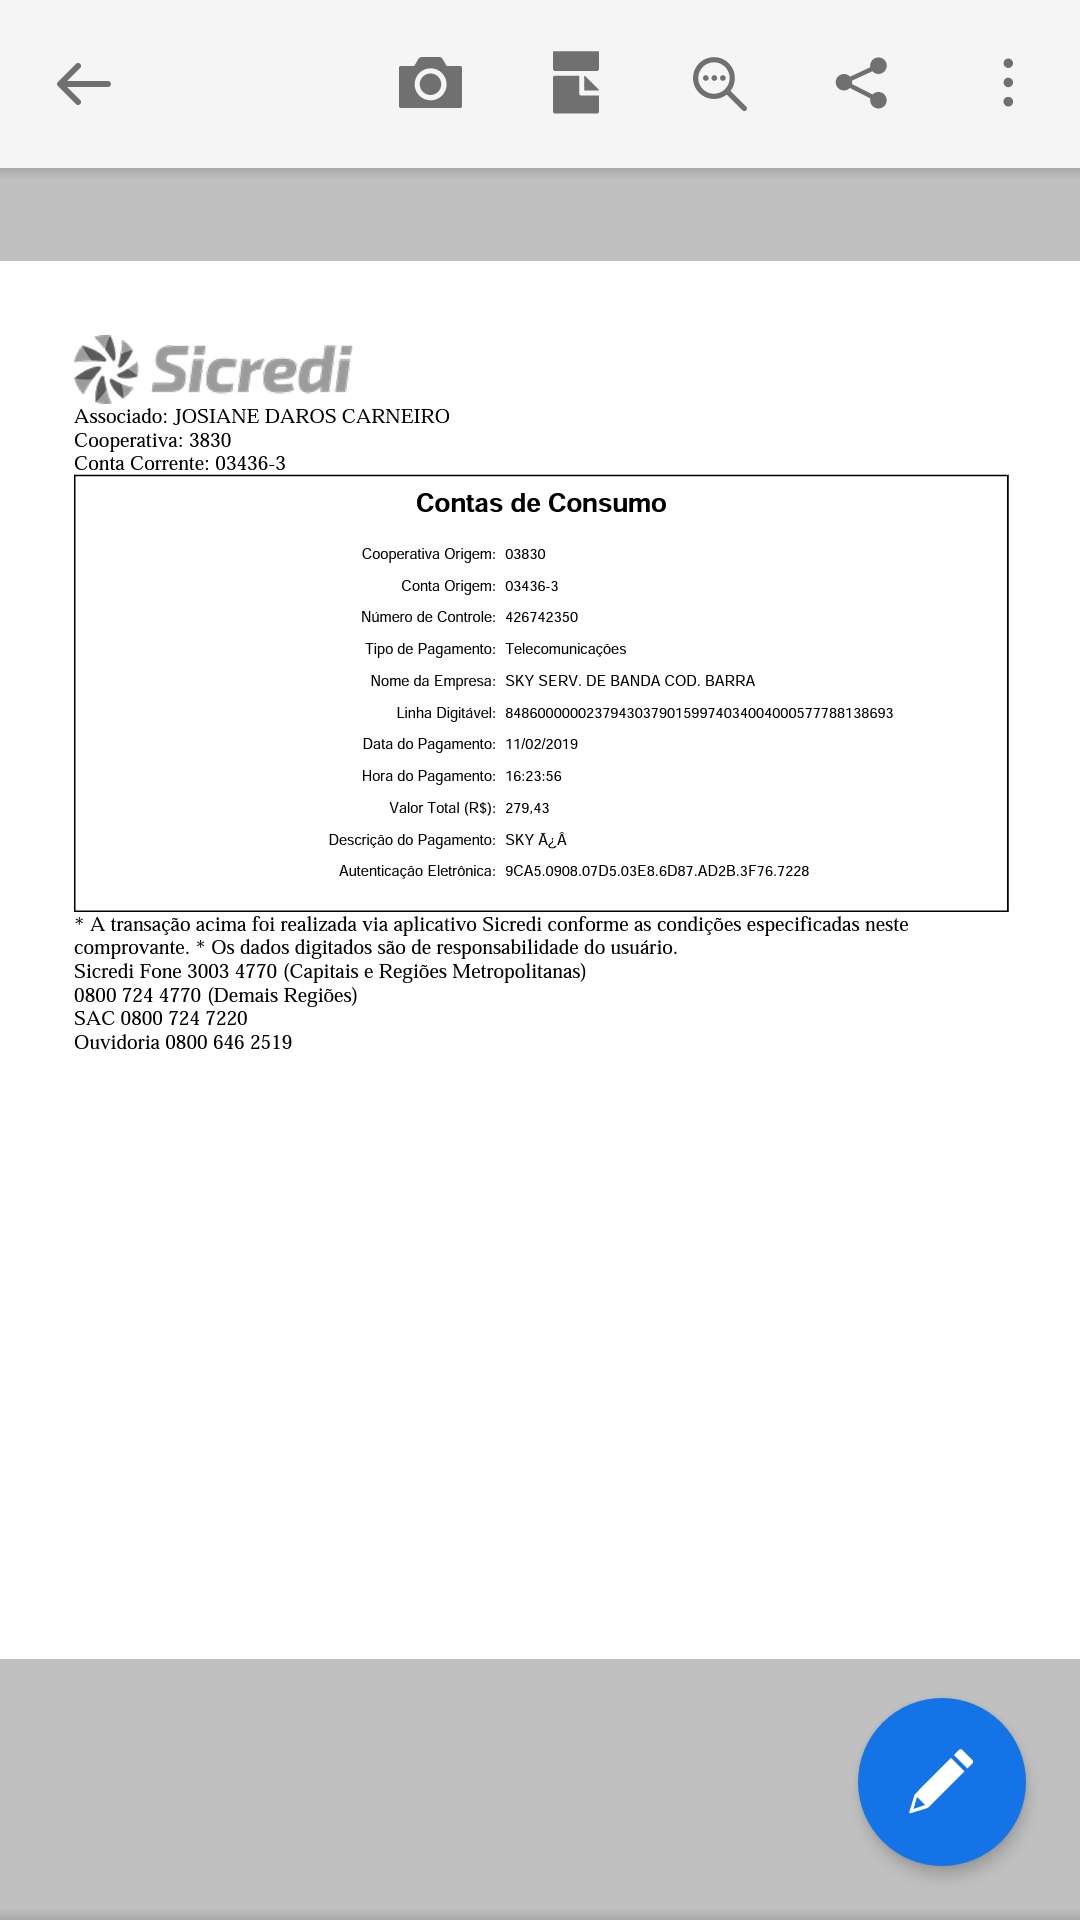 Sicredi
Associado: JOSIANE DAROS CARNEIRO
Cooperativa: 3830
Conta Corrente: 03436-3
Contas de Consumo
Cooperativa Origem: 03830
Conta Origem: 03436-3
Número de Controle: 426742350
Tipo de Pagamento: Telecomunicações
Nome da Empresa: SKY SERV. DE BANDA COD. BARRA
Linha Digitável: 848600000023794303790159974034004000577788138693
Data do Pagamento: 11/02/2019
Hora do Pagamento: 16:23:56
Valor Total (R$): 279,43
Descrição do Pagamento: SKY Ã¿Â
Autenticação Eletrônica: 9CA5.0908.07D5.03E8.6D87.AD2B.3F76.7228
* A transação acima foi realizada via aplicativo Sicredi conforme as condições especificadas neste
comprovante. * Os dados digitados são de responsabilidade do usuário.
Sicredi Fone 3003 4770 (Capitais e Regiões Metropolitanas)
0800 724 4770 (Demais Regiões)
SAC 0800 724 7220
Ouvidoria 0800 646 2519